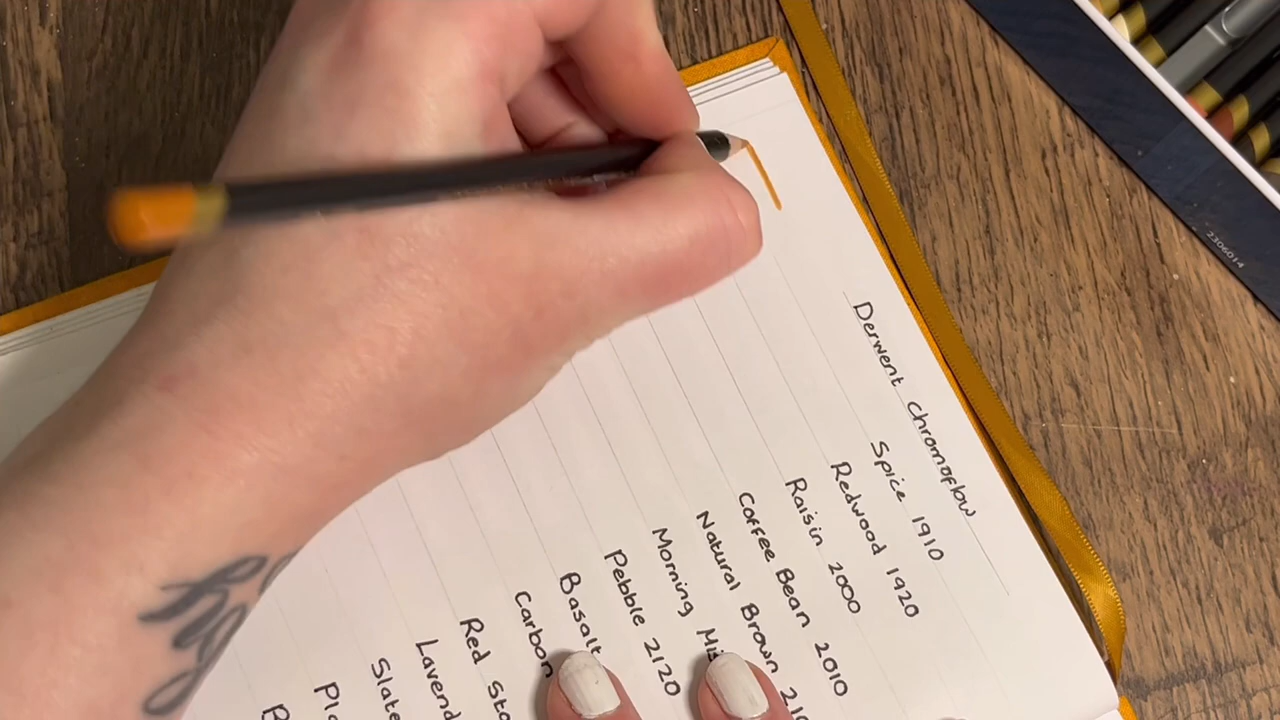 Derwent Chromaflow
Spice 1910
Redwood 1920
Raisin 2000
Coffee Bean 2010
Natural Brown
Morning
Pebble 2120
Basalt
Carbon
Red
Slate
2306014